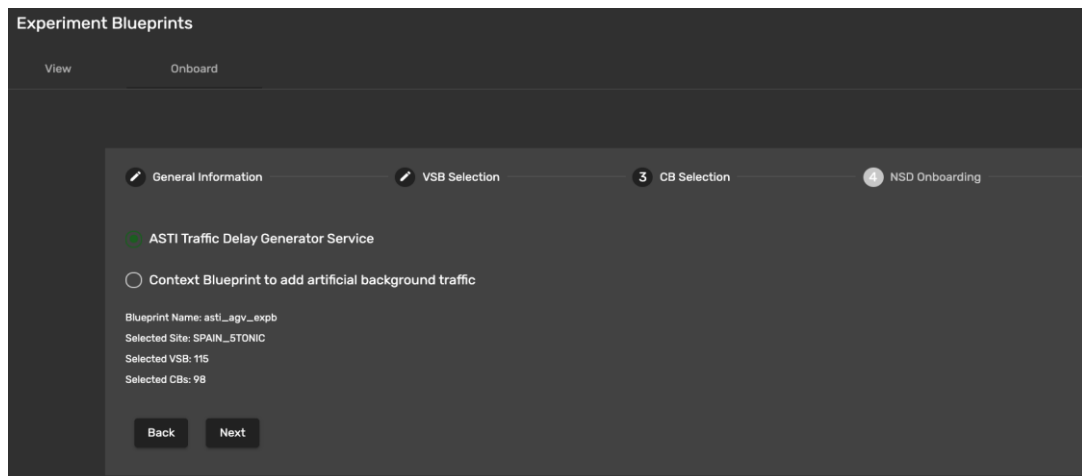 Experiment Blueprints
View Onboard
General Information VSB Selection 3 CB Selection 4 NSD Onboarding
ASTI Traffic Delay Generator Service
Context Blueprint to add artificial background traffic
Blueprint Name: asti_agv_expb
Selected Site: SPAIN_5TONIC
Selected VSB: 115
Selected CBs: 98
Back Next